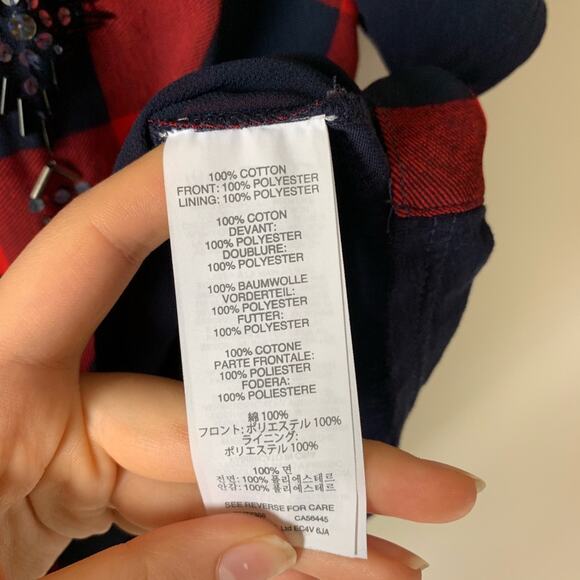 100% COTTON
FRONT: 100% POLYESTER
LINING: 100% POLYESTER
100% COTON
DEVANT:
100% POLYESTER
DOUBLURE:
100% POLYESTER
100% BAUMWOLLE
VORDERTEIL:
100% POLYESTER
FUTTER:
100% POLYESTER
100% COTONE
PARTE FRONTALE:
100% POLIESTER
FODERA:
100% POLIESTERE
綿 100%
フロント: ポリエステル 100%
ライニング:
ポリエステル 100%
100% 면
전면: 100% 폴리에스테르
안감: 100% 폴리에스테르
SEE REVERSE FOR CARE
CA56445
Ltd EC4V 6JA